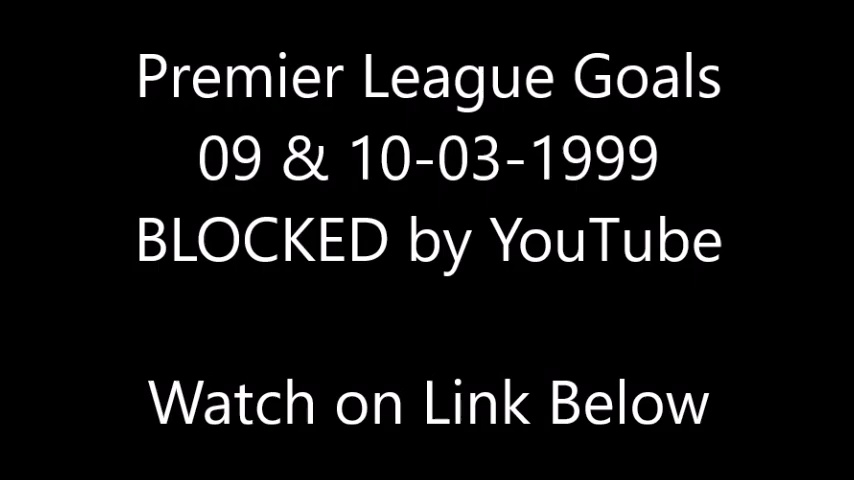 Premier League Goals
09 & 10-03-1999
BLOCKED by YouTube
Watch on Link Below